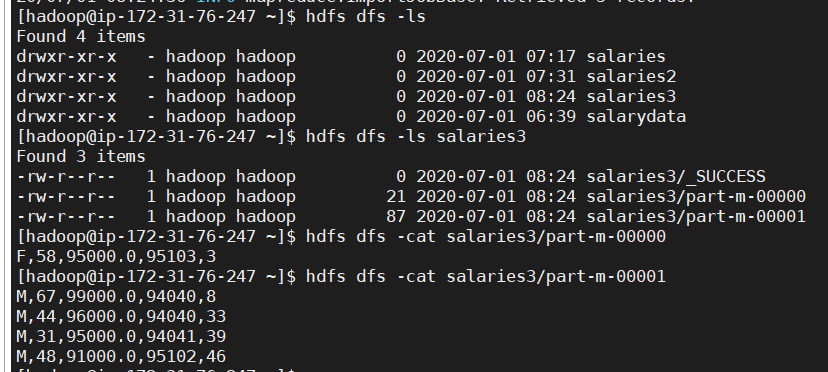 [hadoop@ip-172-31-76-247 ~]$ hdfs dfs -ls
Found 4 items
drwxr-xr-x   - hadoop hadoop          0 2020-07-01 07:17 salaries
drwxr-xr-x   - hadoop hadoop          0 2020-07-01 07:31 salaries2
drwxr-xr-x   - hadoop hadoop          0 2020-07-01 08:24 salaries3
drwxr-xr-x   - hadoop hadoop          0 2020-07-01 06:39 salarydata
[hadoop@ip-172-31-76-247 ~]$ hdfs dfs -ls salaries3
Found 3 items
-rw-r--r--   1 hadoop hadoop          0 2020-07-01 08:24 salaries3/_SUCCESS
-rw-r--r--   1 hadoop hadoop         21 2020-07-01 08:24 salaries3/part-m-00000
-rw-r--r--   1 hadoop hadoop         87 2020-07-01 08:24 salaries3/part-m-00001
[hadoop@ip-172-31-76-247 ~]$ hdfs dfs -cat salaries3/part-m-00000
F,58,95000.0,95103,3
[hadoop@ip-172-31-76-247 ~]$ hdfs dfs -cat salaries3/part-m-00001
M,67,99000.0,94040,8
M,44,96000.0,94040,33
M,31,95000.0,94041,39
M,48,91000.0,95102,46